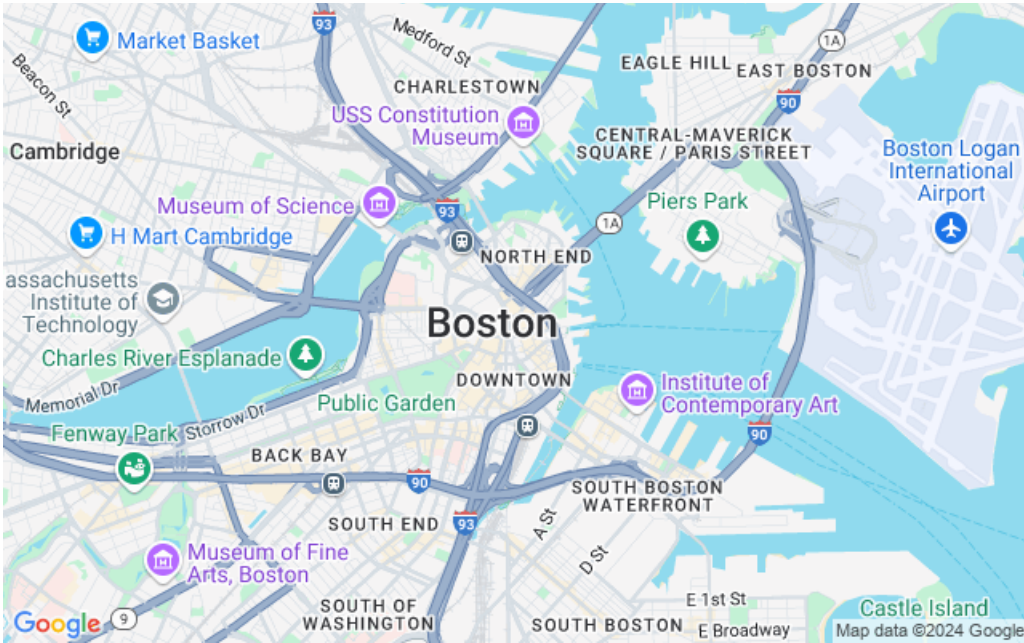 93
Medford St
1A
Market Basket
EAGLE HILL
EAST BOSTON
Beacon St
CHARLESTOWN
90
USS Constitution
Museum
CENTRAL-MAVERICK
SQUARE / PARIS STREET
Cambridge
Boston Logan
International
Airport
Museum of Science
93
Piers Park
1A
H Mart Cambridge
NORTH END
assachusetts
Institute of
Technology
Boston
Charles River Esplanade
DOWNTOWN
Institute of
Contemporary Art
Memorial Dr
Public Garden
Storrow Dr
Fenway Park
90
BACK BAY
90
SOUTH BOSTON
WATERFRONT
SOUTH END
93
A St
D St
Museum of Fine
Arts, Boston
SOUTH OF
WASHINGTON
E 1st St
Castle Island
Google
9
SOUTH BOSTON
E Broadway
Map data ©2024 Google